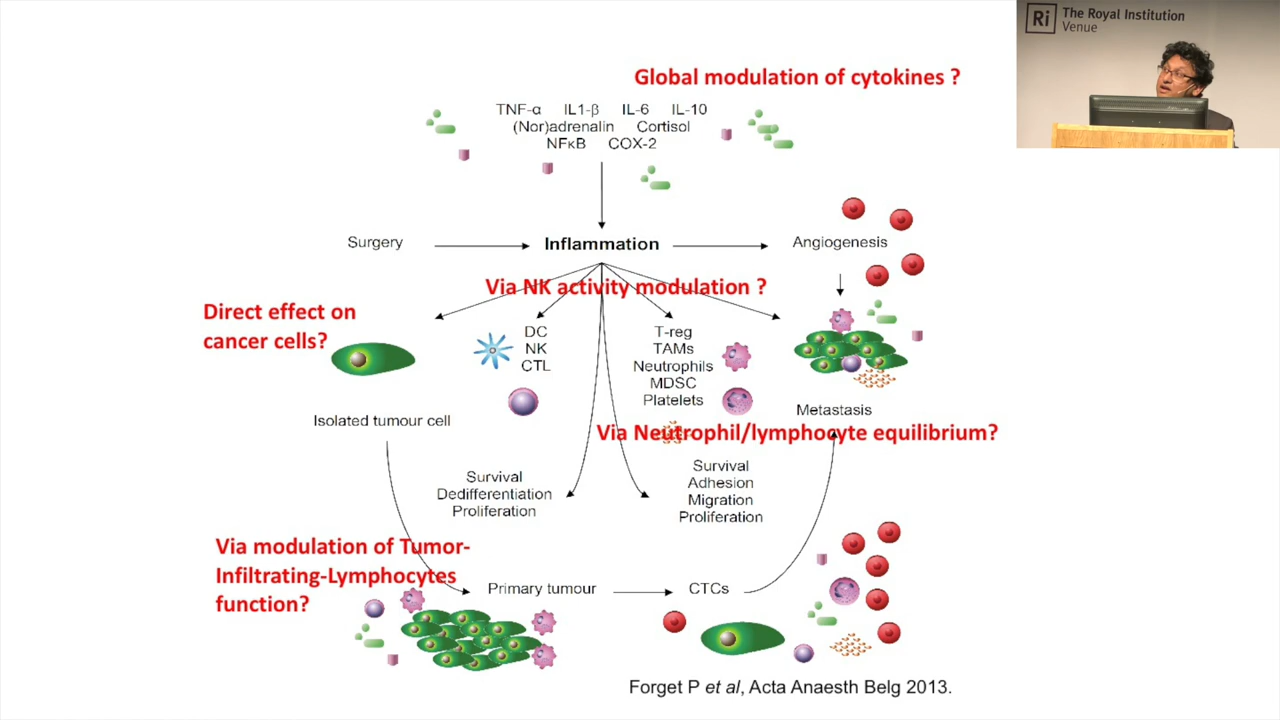 Ri The Royal Institution
Venue
Global modulation of cytokines ?
TNF-α IL1-β IL-6 IL-10
(Nor)adrenalin Cortisol
NFκB COX-2
Surgery
Inflammation
Angiogenesis
Via NK activity modulation ?
Direct effect on
cancer cells?
DC
NK
CTL
T-reg
TAMs
Neutrophils
MDSC
Platelets
Isolated tumour cell
Metastasis
Via Neutrophil/lymphocyte equilibrium?
Survival
Dedifferentiation
Proliferation
Survival
Adhesion
Migration
Proliferation
Via modulation of Tumor-
Infiltrating-Lymphocytes
function?
Primary tumour
CTCs
Forget P et al, Acta Anaesth Belg 2013.